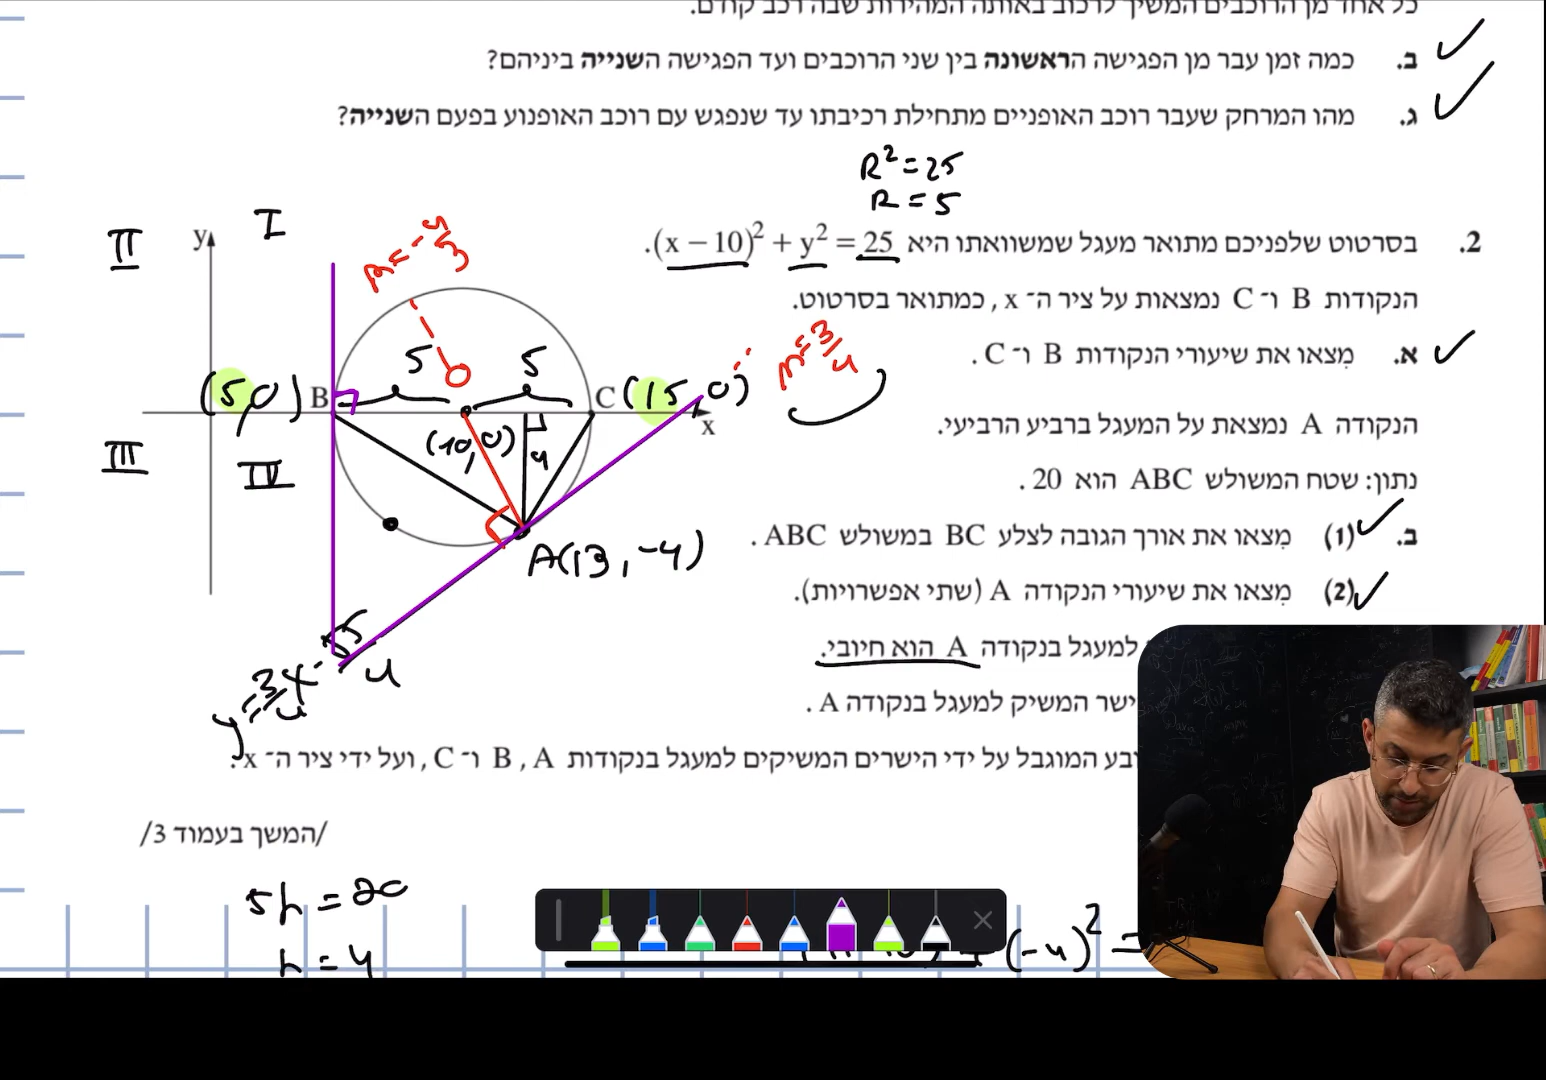 כל אחד מן הרוכבים המשיך לרכוב באותה המהירות שבה רכב קודם.
ב. כמה זמן עבר מן הפגישה הראשונה בין שני הרוכבים ועד הפגישה השנייה ביניהם?
ג. מהו המרחק שעבר רוכב האופניים מתחילת רכיבתו עד שנפגש עם רוכב האופנוע בפעם השנייה?
R² = 25
R = 5
2. בסרטוט שלפניכם מתואר מעגל שמשוואתו היא (x − 10)² + y² = 25.
הנקודות B ו־ C נמצאות על ציר ה־ x, כמתואר בסרטוט.
א. מִצאו את שיעורי הנקודות B ו־ C.
הנקודה A נמצאת על המעגל ברביע הרביעי.
נתון: שטח המשולש ABC הוא 20.
ב. (1) מִצאו את אורך הגובה לצלע BC במשולש ABC.
(2) מִצאו את שיעורי הנקודה A (שתי אפשרויות).
למעגל בנקודה A הוא חיובי.
ישר המשיק למעגל בנקודה A.
המוגבל על ידי הישרים המשיקים למעגל בנקודות B, A ו־ C, ועל ידי ציר ה־ x.
/המשך בעמוד 3/
II
I
y
m = -4/3
5
5
m = 3/4
(5,0)
B
C
(15,0)
x
(10,0)
4
III
IV
A(13,-4)
5h = 20
h = 4
(-4)² =